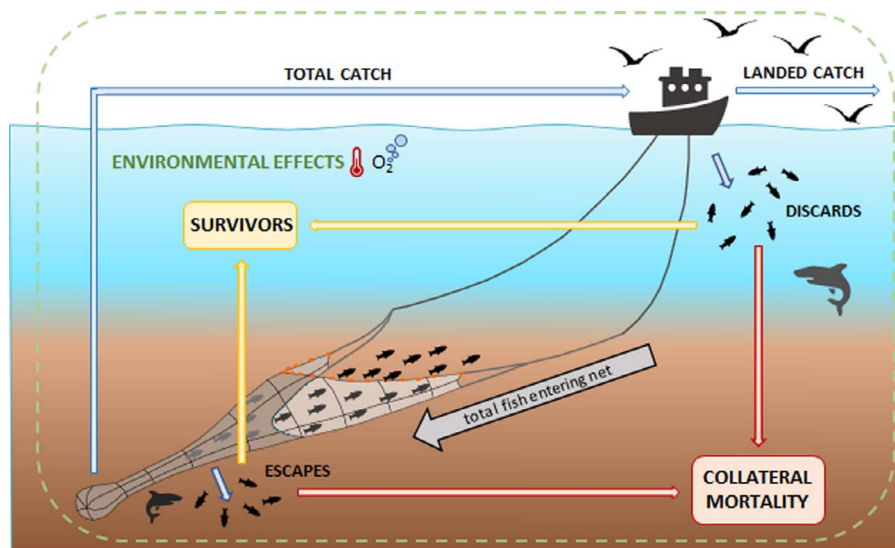 TOTAL CATCH
LANDED CATCH
ENVIRONMENTAL EFFECTS
O2
SURVIVORS
DISCARDS
total fish entering net
ESCAPES
COLLATERAL
MORTALITY